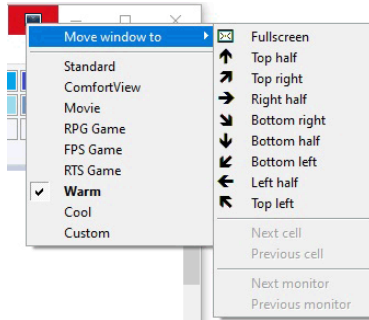 Move window to
Standard
ComfortView
Movie
RPG Game
FPS Game
RTS Game
Warm
Cool
Custom
Fullscreen
Top half
Top right
Right half
Bottom right
Bottom half
Bottom left
Left half
Top left
Next cell
Previous cell
Next monitor
Previous monitor